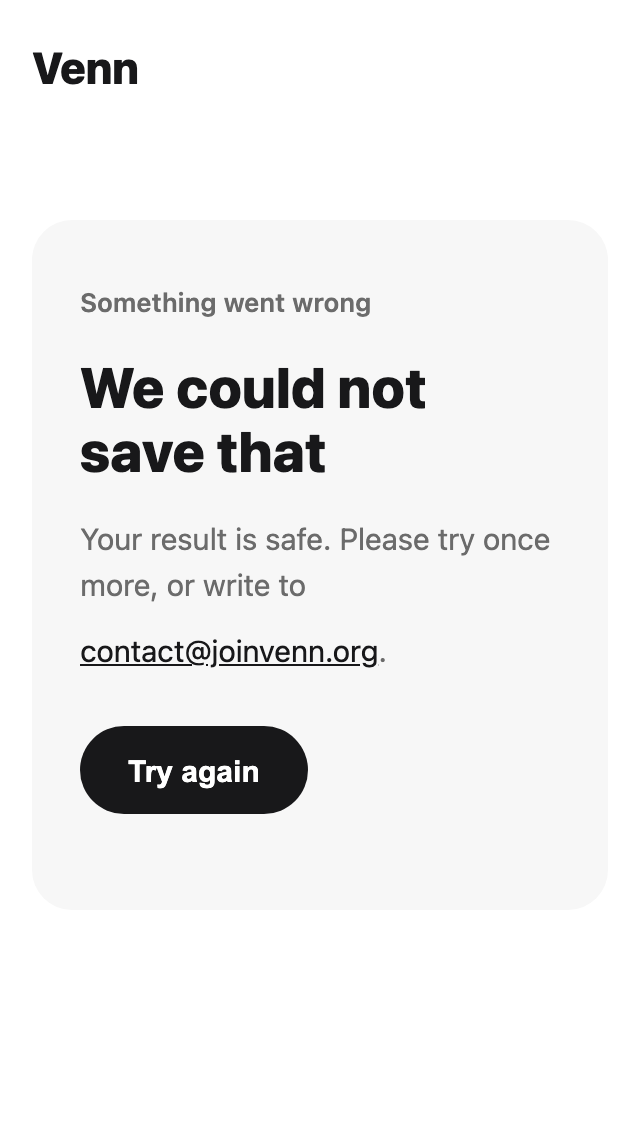 Venn
Something went wrong
We could not
save that
Your result is safe. Please try once
more, or write to
contact@joinvenn.org.
Try again